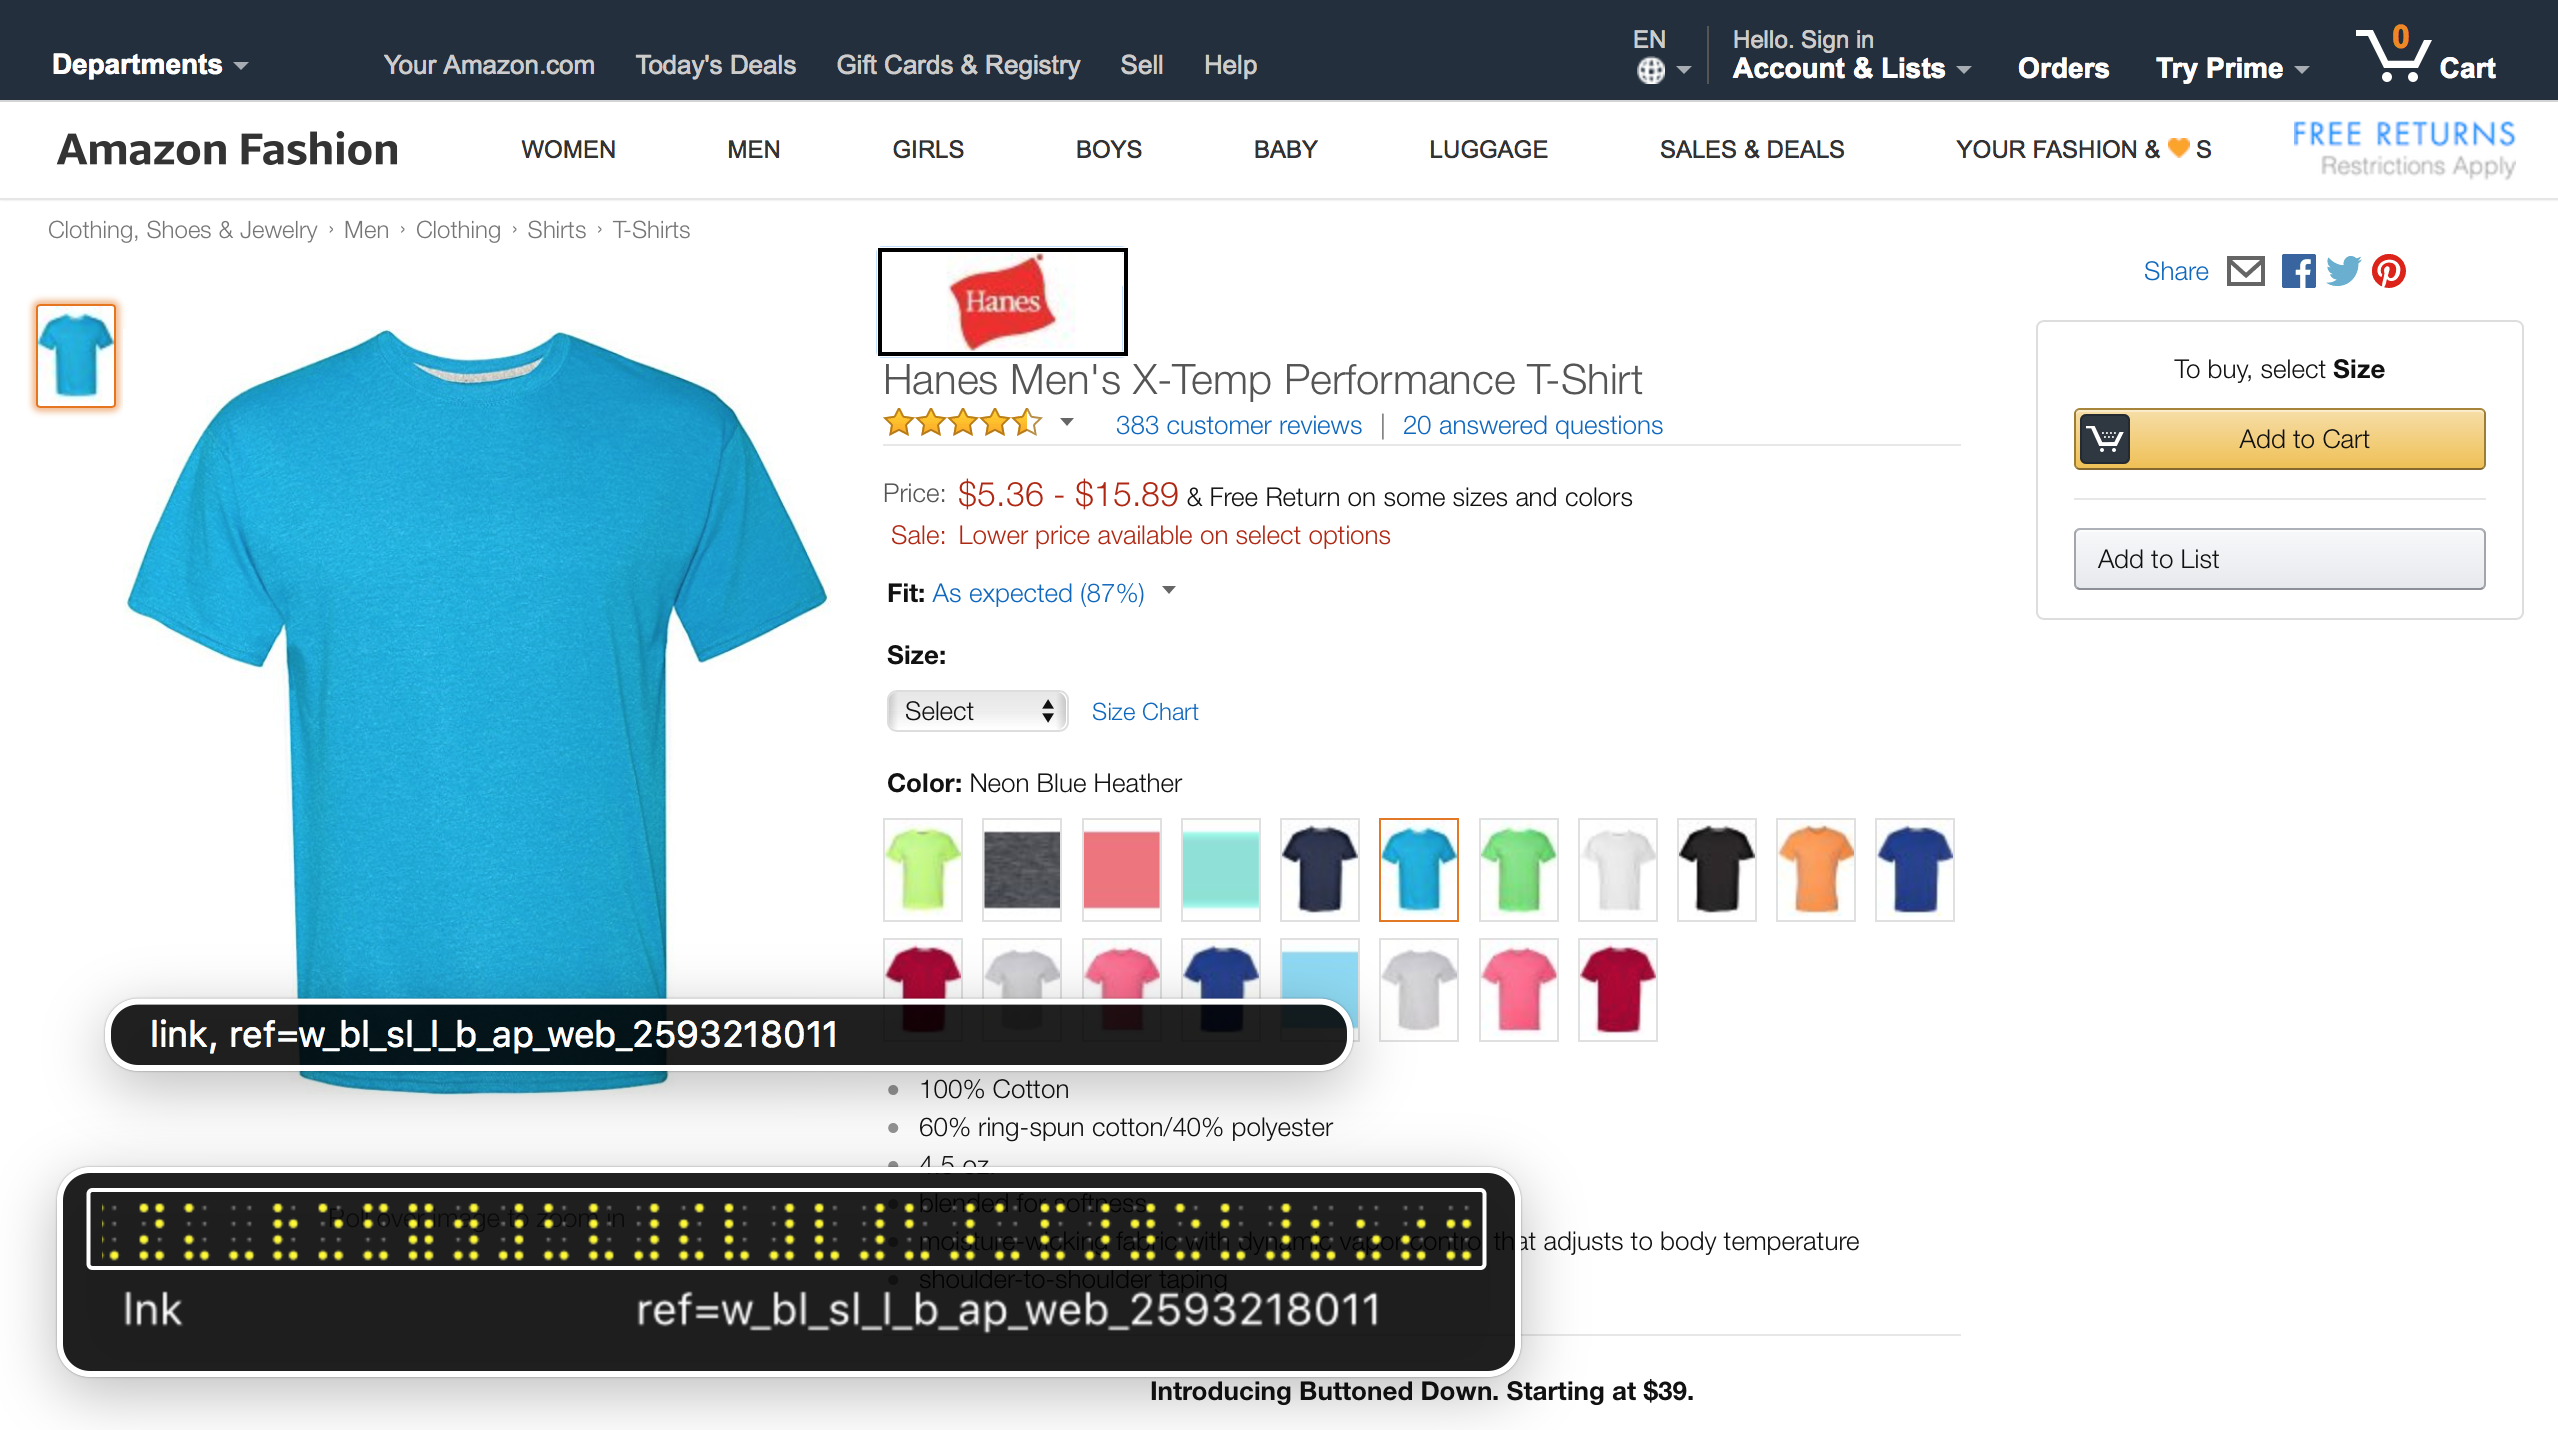 Departments
Your Amazon.com Today's Deals Gift Cards & Registry Sell Help
EN
Hello. Sign in
Account & Lists
Orders
Try Prime
0
Cart
Amazon Fashion
WOMEN MEN GIRLS BOYS BABY LUGGAGE SALES & DEALS YOUR FASHION & 🧡 S
FREE RETURNS
Restrictions Apply
Clothing, Shoes & Jewelry › Men › Clothing › Shirts › T-Shirts
Hanes
Hanes Men's X-Temp Performance T-Shirt
383 customer reviews | 20 answered questions
Price: $5.36 - $15.89 & Free Return on some sizes and colors
Sale: Lower price available on select options
Fit: As expected (87%)
Size:
Select
Size Chart
Color: Neon Blue Heather
Share
To buy, select Size
Add to Cart
Add to List
link, ref=w_bl_sl_l_b_ap_web_2593218011
• 100% Cotton
• 60% ring-spun cotton/40% polyester
• 4.5 oz
• blended for softness
• moisture-wicking fabric with dynamic vapor control that adjusts to body temperature
• shoulder-to-shoulder taping
Roll over image to zoom in
lnk ref=w_bl_sl_l_b_ap_web_2593218011
Introducing Buttoned Down. Starting at $39.